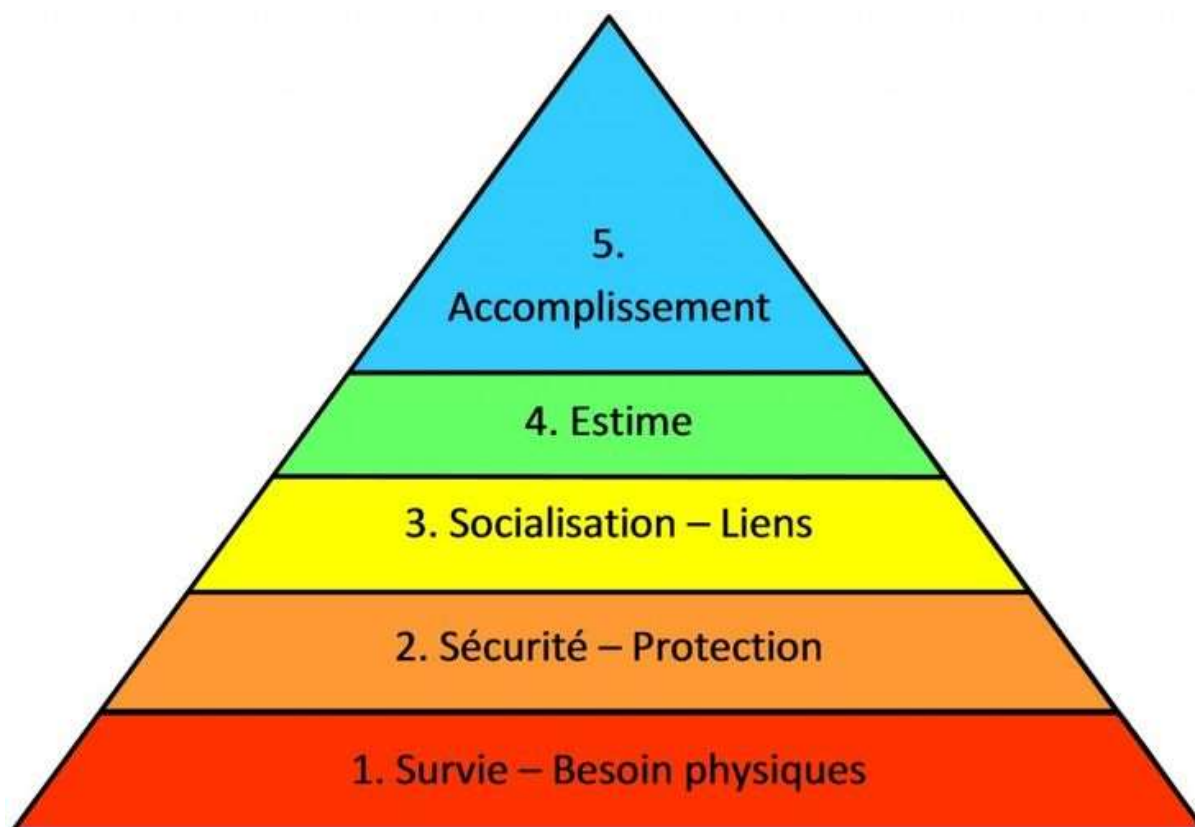 5.
Accomplissement
4. Estime
3. Socialisation – Liens
2. Sécurité – Protection
1. Survie – Besoin physiques